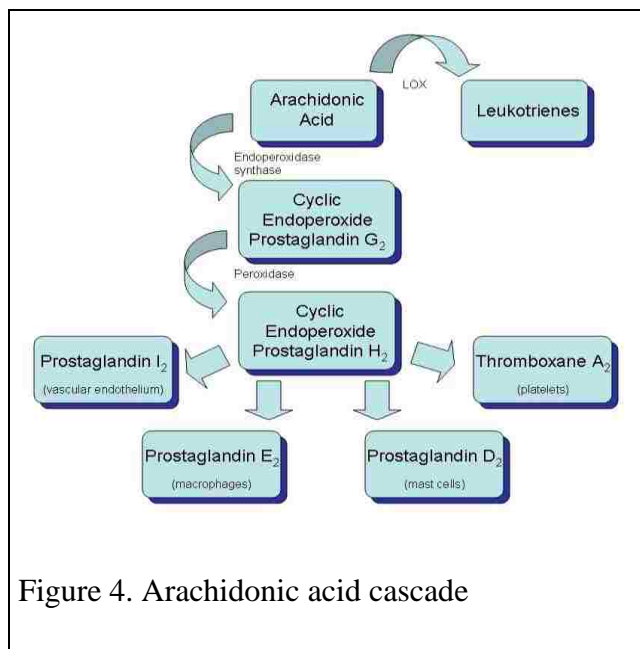 LOX
Arachidonic
Acid
Leukotrienes
Endoperoxidase
synthase
Cyclic
Endoperoxide
Prostaglandin G₂
Peroxidase
Cyclic
Endoperoxide
Prostaglandin H₂
Prostaglandin I₂
(vascular endothelium)
Thromboxane A₂
(platelets)
Prostaglandin E₂
(macrophages)
Prostaglandin D₂
(mast cells)
Figure 4. Arachidonic acid cascade